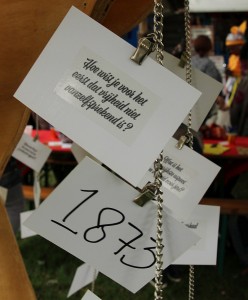 Hoe wist je voor het
eerst dat vrijheid niet
vanzelfsprekend is?
1873